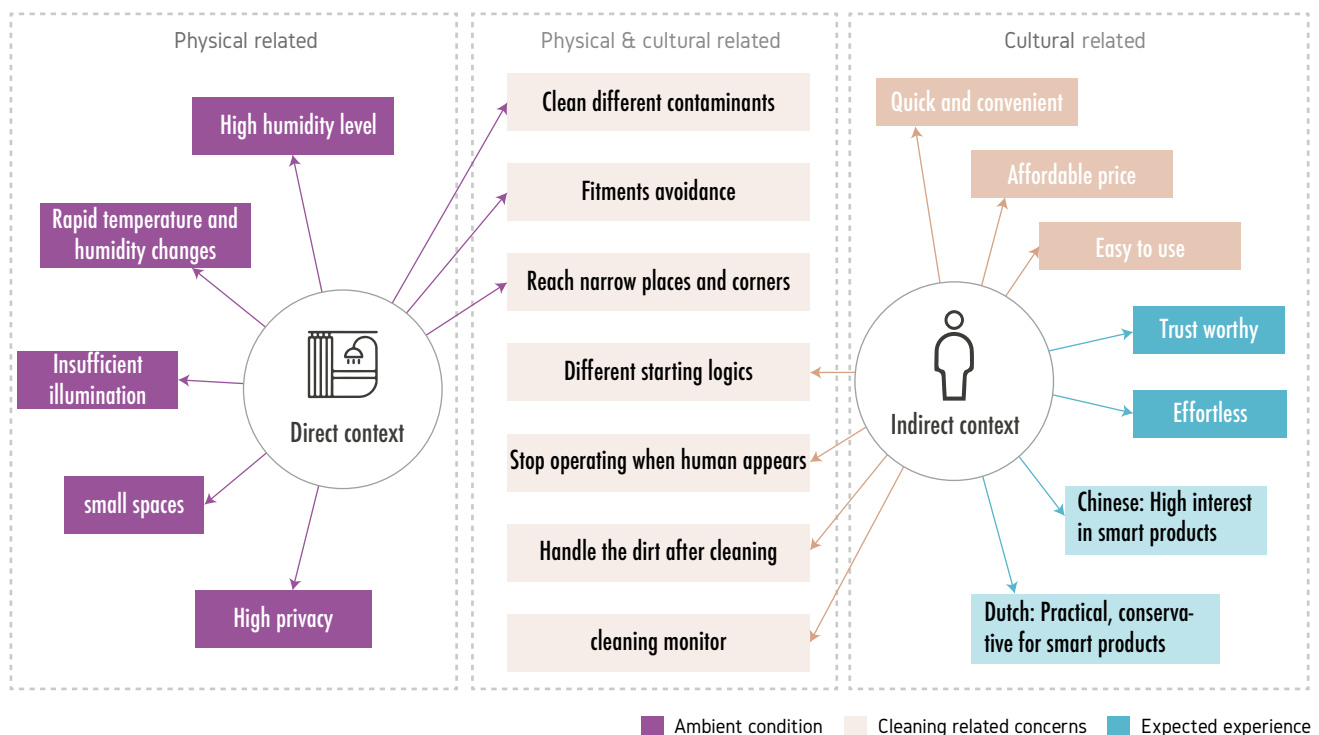 Physical related
High humidity level
Rapid temperature and
humidity changes
Insufficient
illumination
small spaces
High privacy
Direct context
Physical & cultural related
Clean different contaminants
Fitments avoidance
Reach narrow places and corners
Different starting logics
Stop operating when human appears
Handle the dirt after cleaning
cleaning monitor
Cultural related
Quick and convenient
Affordable price
Easy to use
Trust worthy
Effortless
Indirect context
Chinese: High interest
in smart products
Dutch: Practical, conserva-
tive for smart products
Ambient condition
Cleaning related concerns
Expected experience